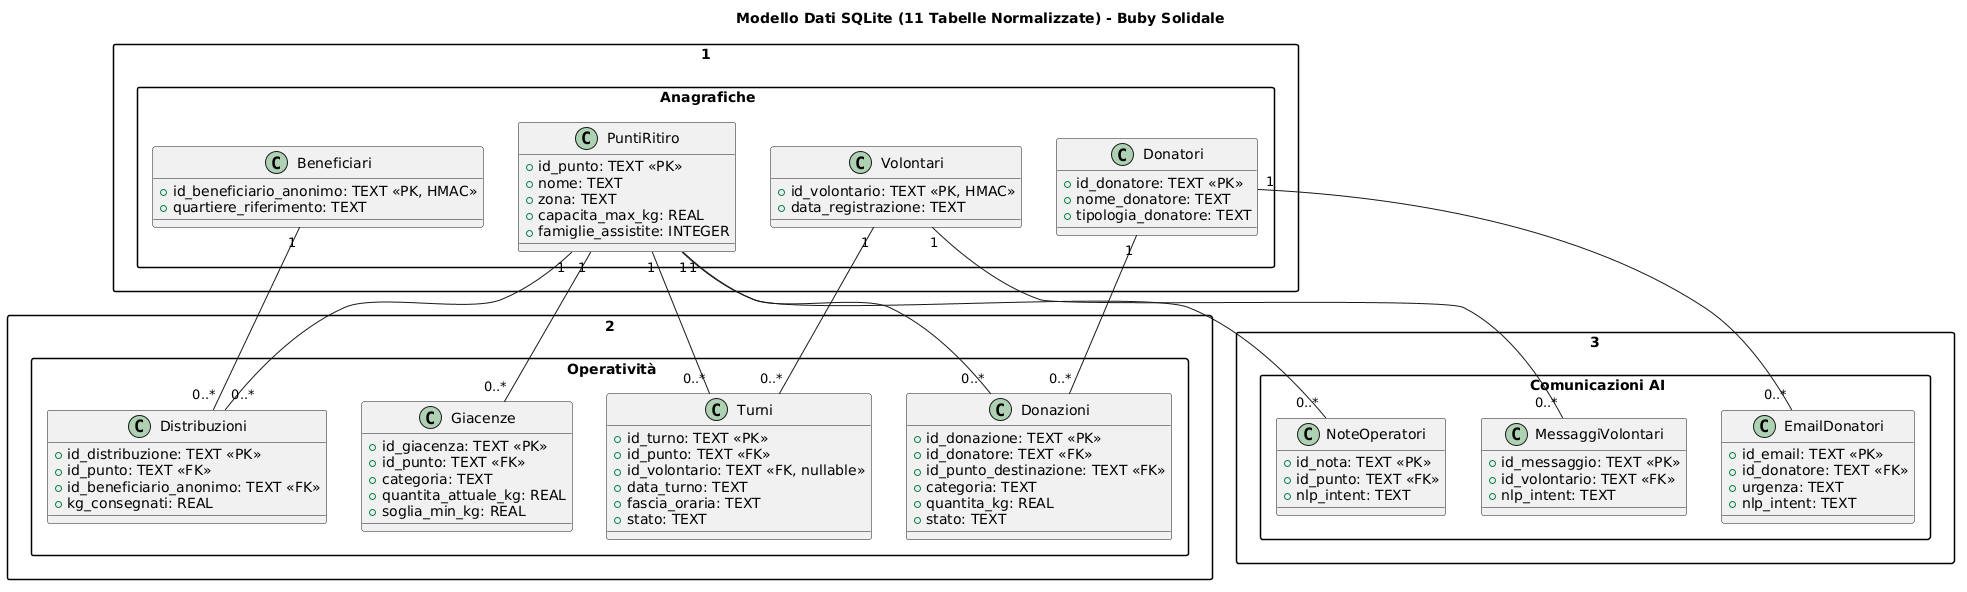 Modello Dati SQLite (11 Tabelle Normalizzate) - Buby Solidale
1
Anagrafiche
C Beneficiari
id_beneficiario_anonimo: TEXT «PK, HMAC»
quartiere_riferimento: TEXT
C PuntiRitiro
id_punto: TEXT «PK»
nome: TEXT
zona: TEXT
capacita_max_kg: REAL
famiglie_assistite: INTEGER
C Volontari
id_volontario: TEXT «PK, HMAC»
data_registrazione: TEXT
C Donatori
id_donatore: TEXT «PK»
nome_donatore: TEXT
tipologia_donatore: TEXT
1
1
1
1
1
1
1 1 1 1 1
2
Operatività
0..*
0..*
0..*
0..*
0..*
0..*
0..*
C Distribuzioni
id_distribuzione: TEXT «PK»
id_punto: TEXT «FK»
id_beneficiario_anonimo: TEXT «FK»
kg_consegnati: REAL
C Giacenze
id_giacenza: TEXT «PK»
id_punto: TEXT «FK»
categoria: TEXT
quantita_attuale_kg: REAL
soglia_min_kg: REAL
C Turni
id_turno: TEXT «PK»
id_punto: TEXT «FK»
id_volontario: TEXT «FK, nullable»
data_turno: TEXT
fascia_oraria: TEXT
stato: TEXT
C Donazioni
id_donazione: TEXT «PK»
id_donatore: TEXT «FK»
id_punto_destinazione: TEXT «FK»
categoria: TEXT
quantita_kg: REAL
stato: TEXT
3
Comunicazioni AI
0..*
0..*
0..*
C NoteOperatori
id_nota: TEXT «PK»
id_punto: TEXT «FK»
nlp_intent: TEXT
C MessaggiVolontari
id_messaggio: TEXT «PK»
id_volontario: TEXT «FK»
nlp_intent: TEXT
C EmailDonatori
id_email: TEXT «PK»
id_donatore: TEXT «FK»
urgenza: TEXT
nlp_intent: TEXT